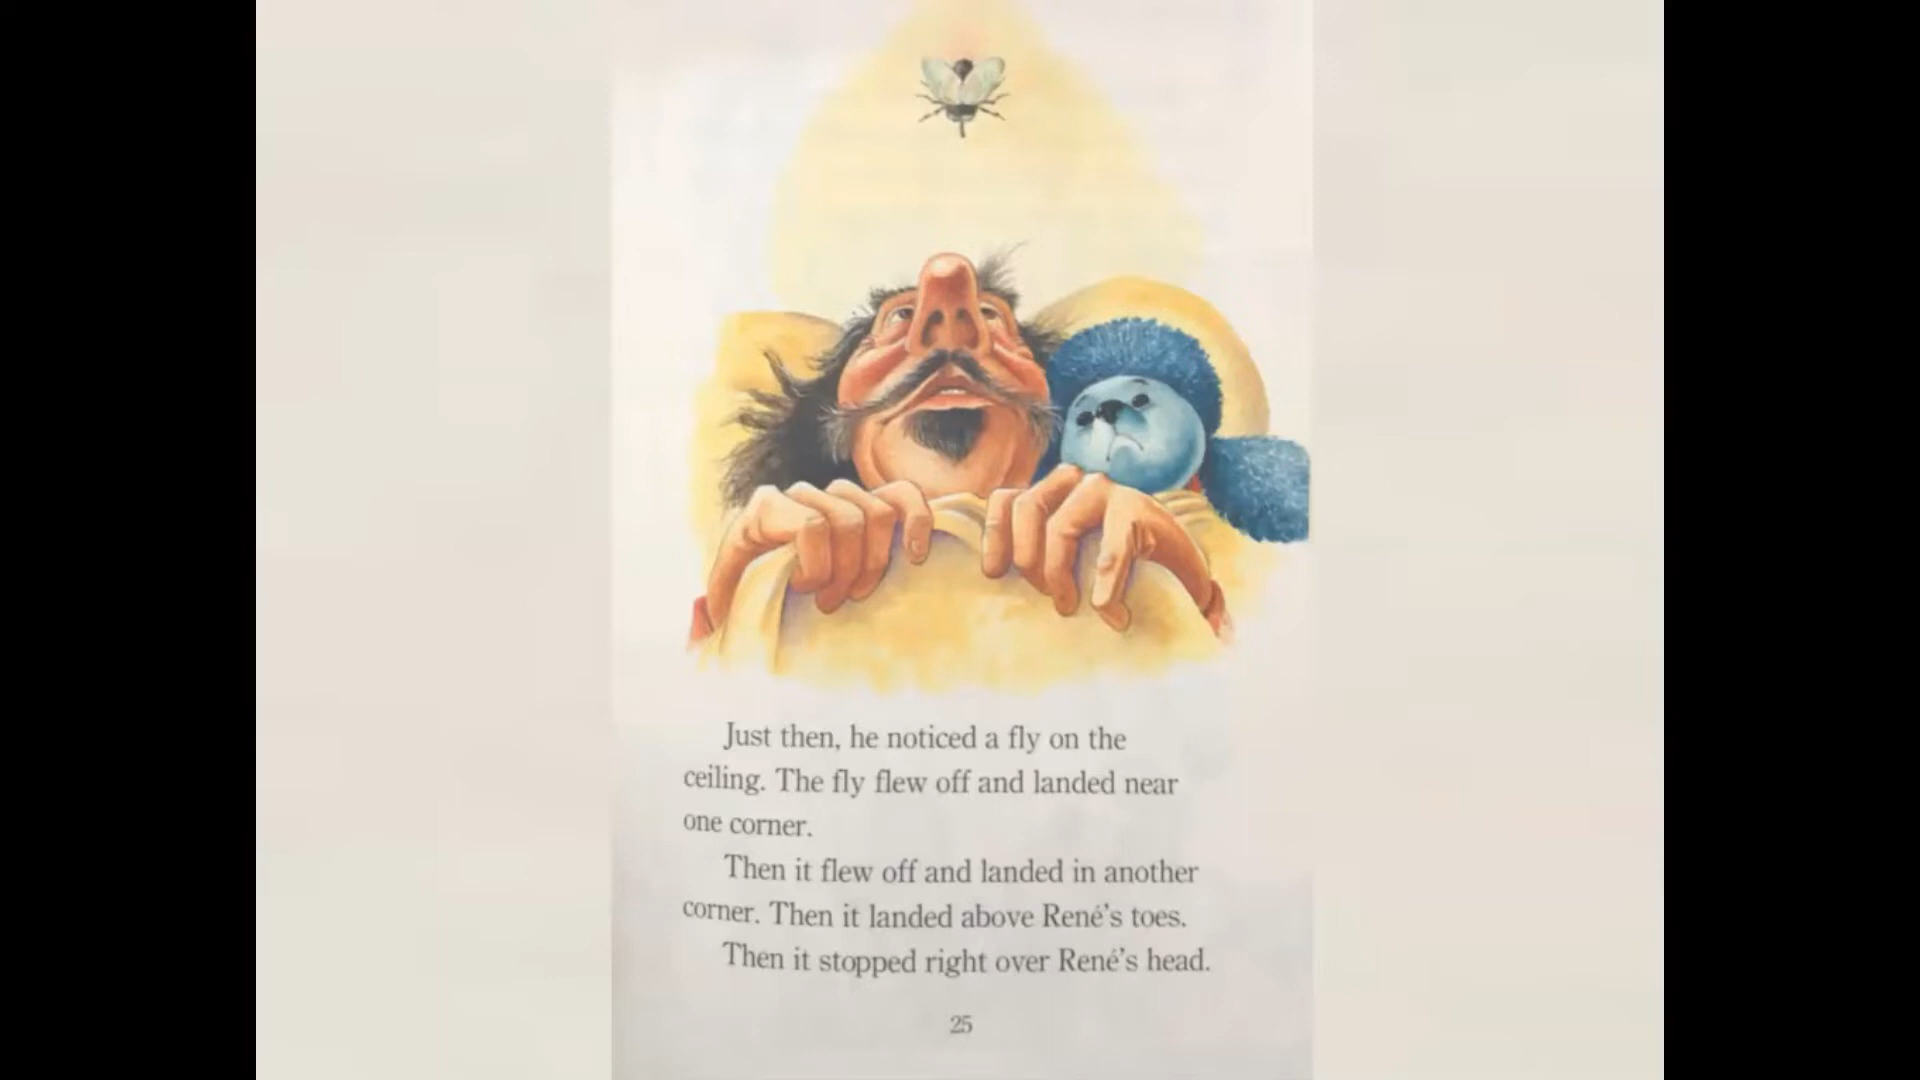 Just then, he noticed a fly on the
ceiling. The fly flew off and landed near
one corner.
Then it flew off and landed in another
corner. Then it landed above René's toes.
Then it stopped right over René's head.
25